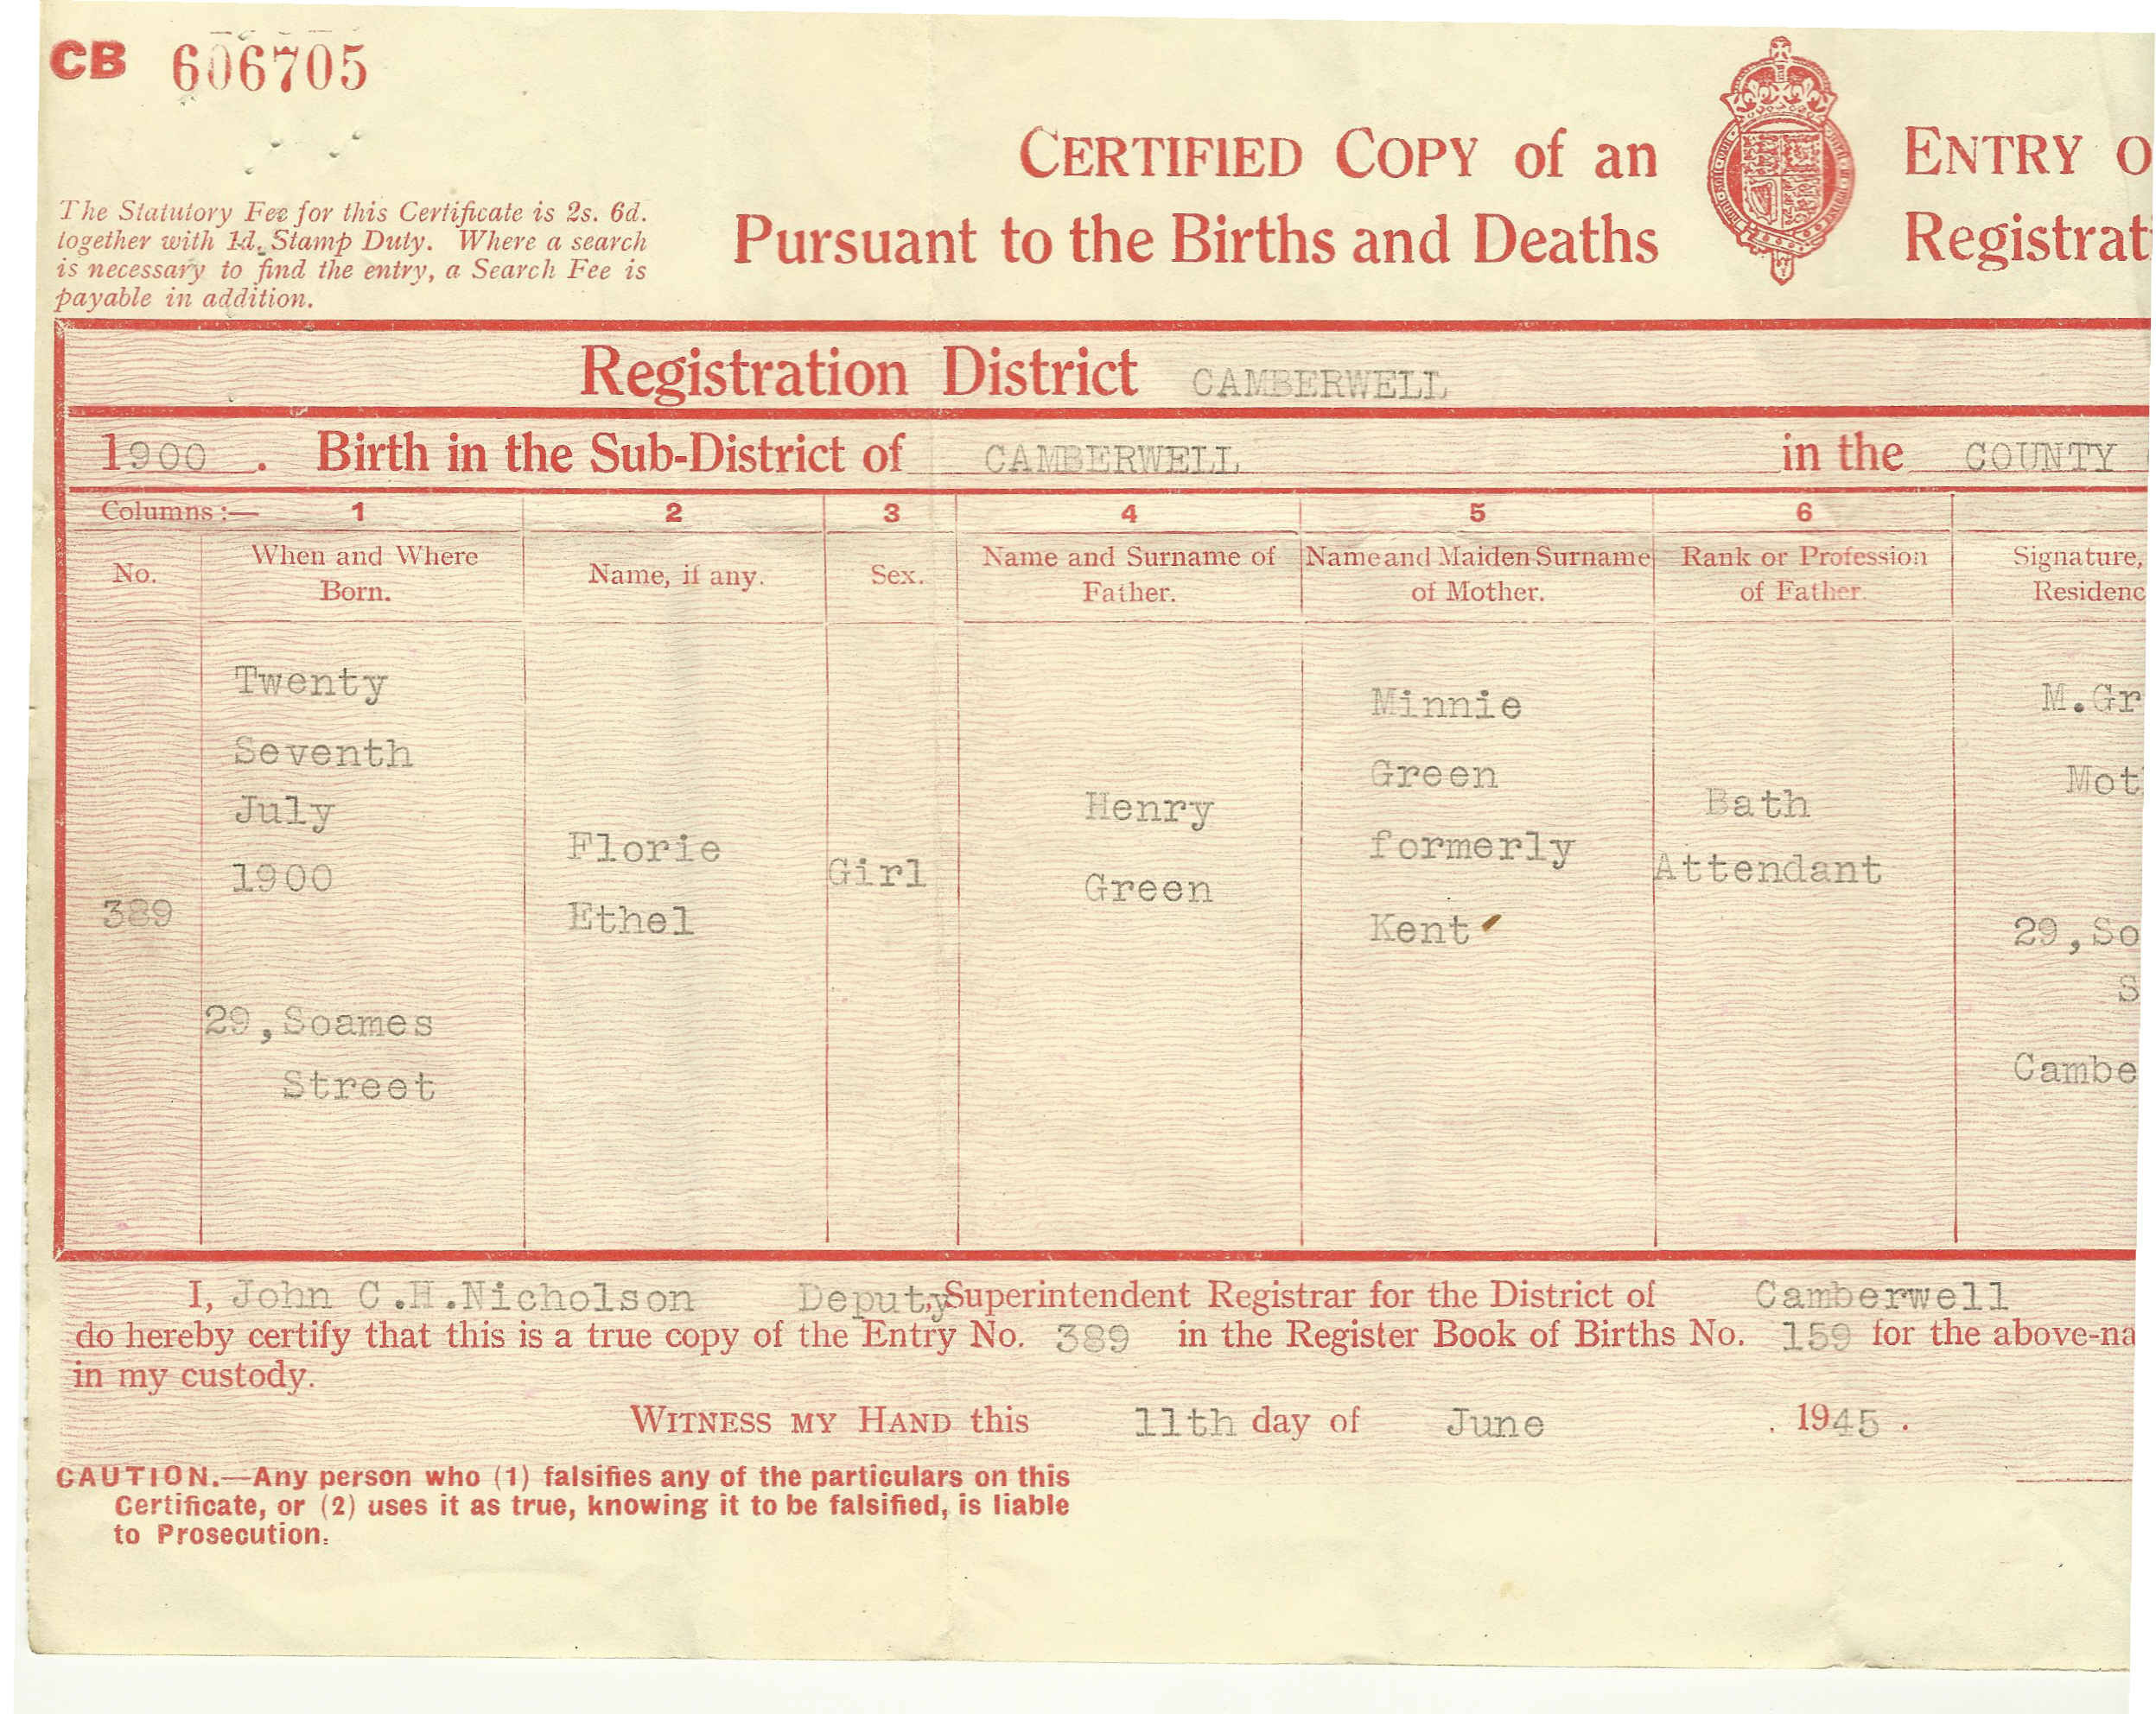 CB 606705
CERTIFIED COPY of an ENTRY O
Pursuant to the Births and Deaths Registrat
The Statutory Fee for this Certificate is 2s. 6d.
together with 1d. Stamp Duty. Where a search
is necessary to find the entry, a Search Fee is
payable in addition.
Registration District CAMBERWELL
1900. Birth in the Sub-District of CAMBERWELL in the COUNTY
Columns:— 1 2 3 4 5 6
No.
When and Where
Born.
Name, if any.
Sex.
Name and Surname of
Father.
Name and Maiden Surname
of Mother.
Rank or Profession
of Father.
Signature,
Residenc
389
Twenty
Seventh
July
1900
29, Soames
Street
Florie
Ethel
Girl
Henry
Green
Minnie
Green
formerly
Kent
Bath
Attendant
M. Gr
Mot
29, So
S
Cambe
I, John C.H. Nicholson Deputy Superintendent Registrar for the District of Camberwell
do hereby certify that this is a true copy of the Entry No. 389 in the Register Book of Births No. 159 for the above-na
in my custody.
WITNESS MY HAND this 11th day of June . 1945 .
CAUTION.—Any person who (1) falsifies any of the particulars on this
Certificate, or (2) uses it as true, knowing it to be falsified, is liable
to Prosecution.